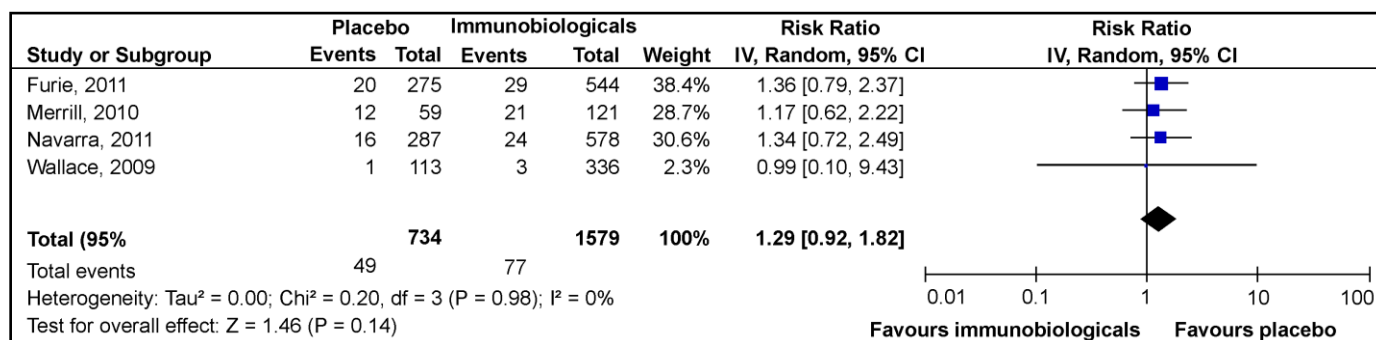 Placebo Immunobiologicals Risk Ratio Risk Ratio
Study or Subgroup Events Total Events Total Weight IV, Random, 95% CI IV, Random, 95% CI
Furie, 2011 20 275 29 544 38.4% 1.36 [0.79, 2.37]
Merrill, 2010 12 59 21 121 28.7% 1.17 [0.62, 2.22]
Navarra, 2011 16 287 24 578 30.6% 1.34 [0.72, 2.49]
Wallace, 2009 1 113 3 336 2.3% 0.99 [0.10, 9.43]
Total (95% 734 1579 100% 1.29 [0.92, 1.82]
Total events 49 77
Heterogeneity: Tau² = 0.00; Chi² = 0.20, df = 3 (P = 0.98); I² = 0%
Test for overall effect: Z = 1.46 (P = 0.14)
0.01 0.1 1 10 100
Favours immunobiologicals Favours placebo